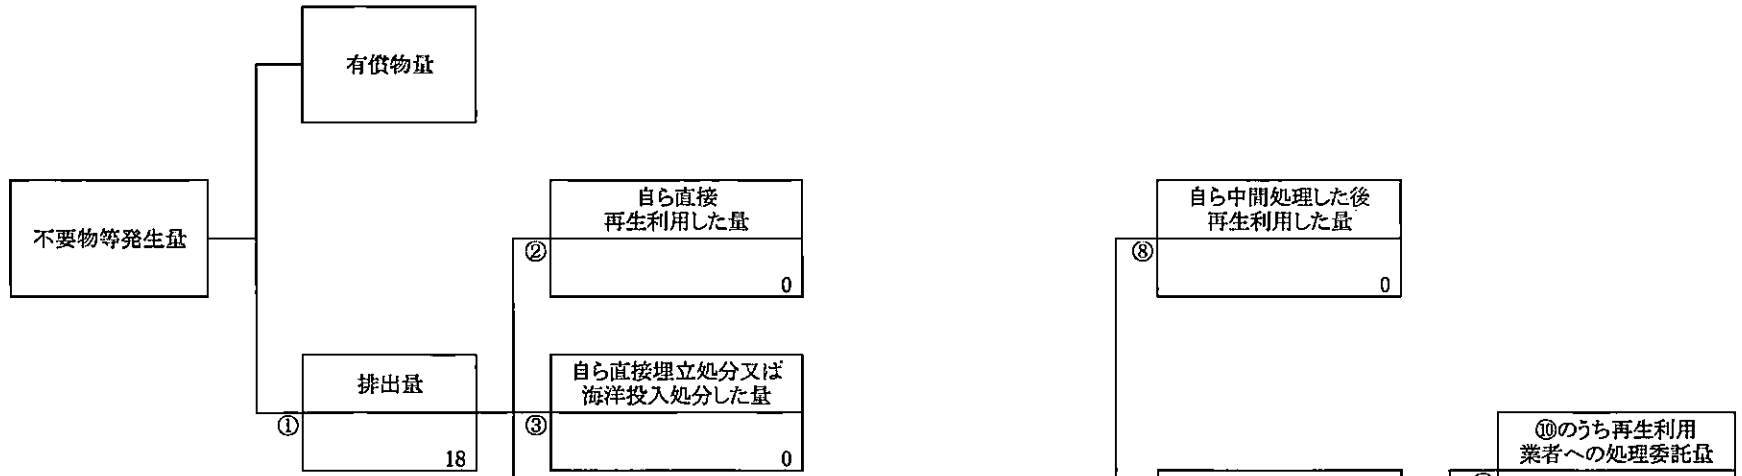 有償物量
不要物等発生量
自ら直接
再生利用した量
②
0
自ら中間処理した後
再生利用した量
⑧
0
排出量
①
18
自ら直接埋立処分又は
海洋投入処分した量
③
0
⑩のうち再生利用
業者への処理委託量